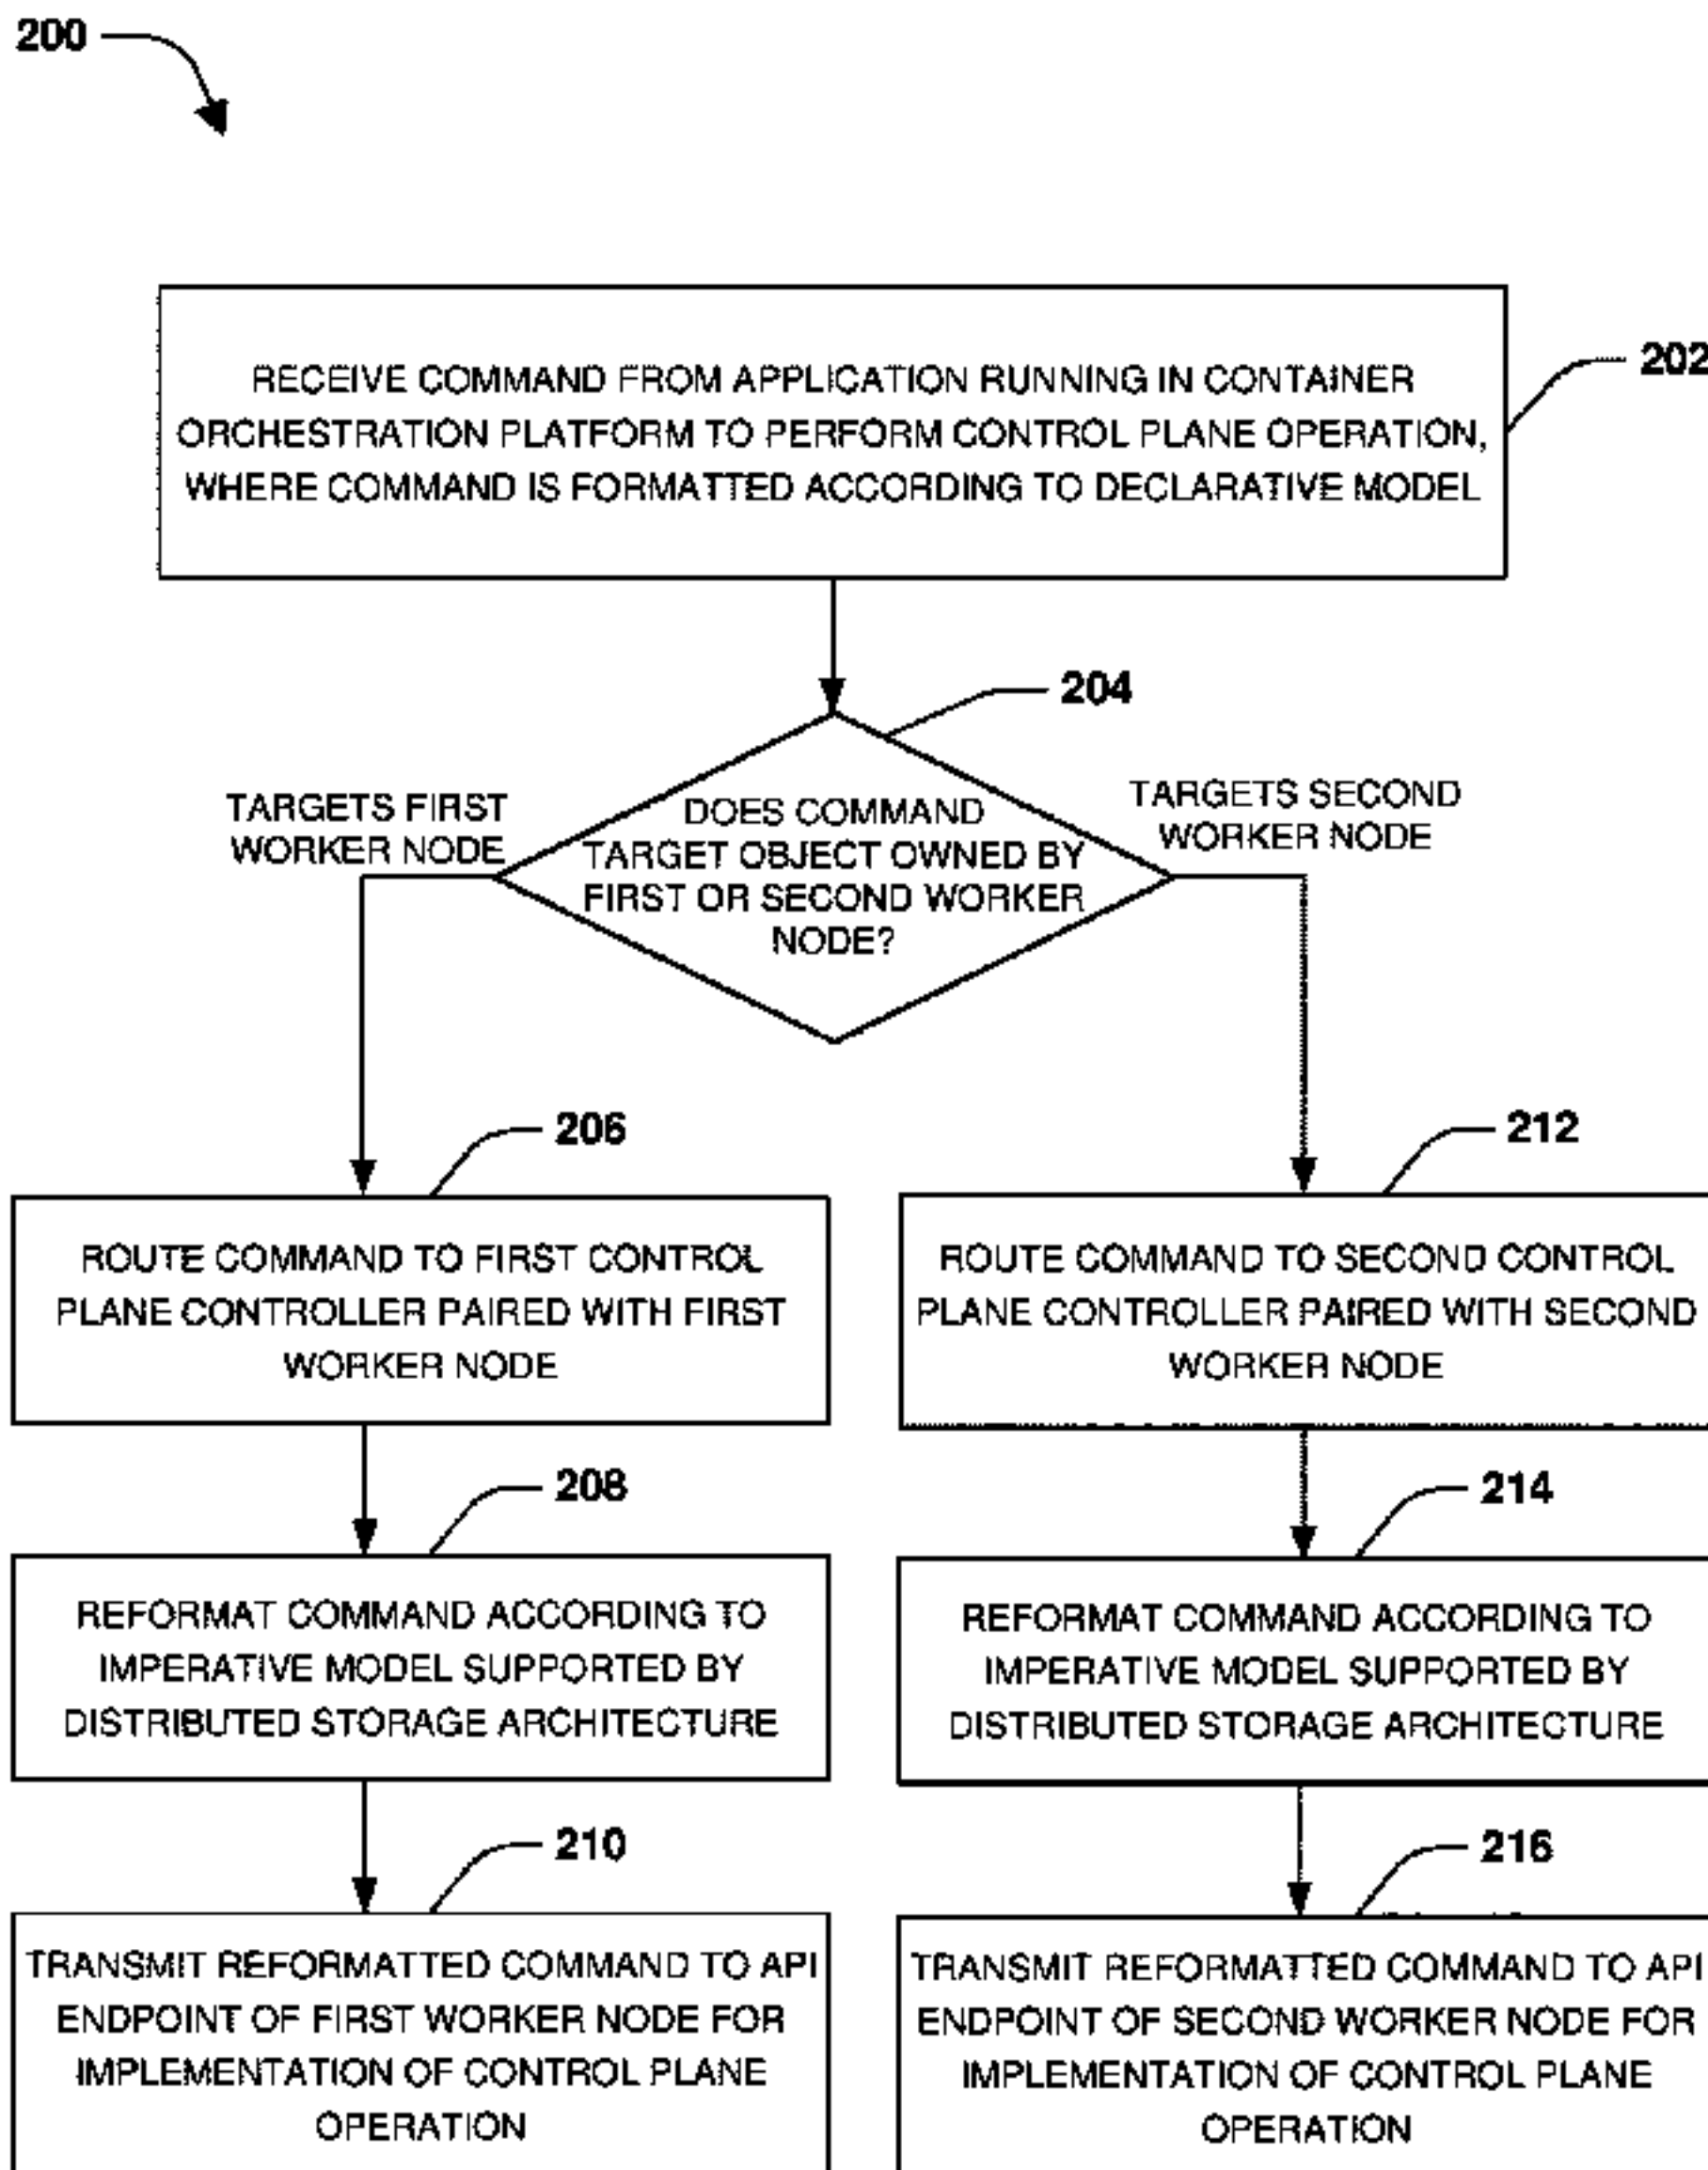 200
RECEIVE COMMAND FROM APPLICATION RUNNING IN CONTAINER
ORCHESTRATION PLATFORM TO PERFORM CONTROL PLANE OPERATION,
WHERE COMMAND IS FORMATTED ACCORDING TO DECLARATIVE MODEL
202
204
DOES COMMAND
TARGET OBJECT OWNED BY
FIRST OR SECOND WORKER
NODE?
TARGETS FIRST
WORKER NODE
TARGETS SECOND
WORKER NODE
206
ROUTE COMMAND TO FIRST CONTROL
PLANE CONTROLLER PAIRED WITH FIRST
WORKER NODE
208
REFORMAT COMMAND ACCORDING TO
IMPERATIVE MODEL SUPPORTED BY
DISTRIBUTED STORAGE ARCHITECTURE
210
TRANSMIT REFORMATTED COMMAND TO API
ENDPOINT OF FIRST WORKER NODE FOR
IMPLEMENTATION OF CONTROL PLANE
OPERATION
212
ROUTE COMMAND TO SECOND CONTROL
PLANE CONTROLLER PAIRED WITH SECOND
WORKER NODE
214
REFORMAT COMMAND ACCORDING TO
IMPERATIVE MODEL SUPPORTED BY
DISTRIBUTED STORAGE ARCHITECTURE
216
TRANSMIT REFORMATTED COMMAND TO API
ENDPOINT OF SECOND WORKER NODE FOR
IMPLEMENTATION OF CONTROL PLANE
OPERATION